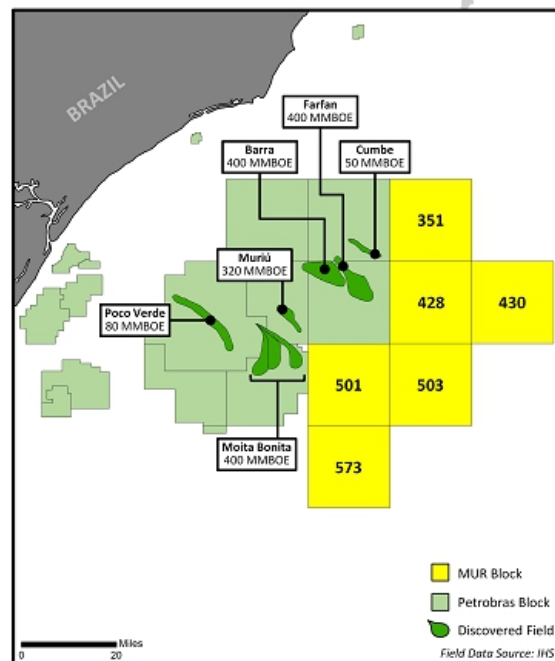 BRAZIL
Farfan
400 MMBOE
Barra
400 MMBOE
Cumbe
50 MMBOE
351
Muriú
320 MMBOE
428
430
Poco Verde
80 MMBOE
501
503
Moita Bonita
400 MMBOE
573
MUR Block
Petrobras Block
Discovered Field
Miles
0
20
Field Data Source: IHS